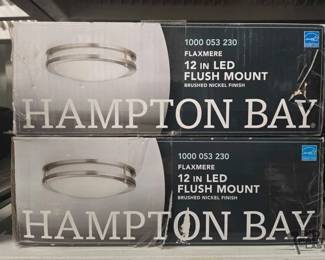 1000 053 230
FLAXMERE
12 IN LED
FLUSH MOUNT
BRUSHED NICKEL FINISH
HAMPTON BAY
1000 053 230
FLAXMERE
12 IN LED
FLUSH MOUNT
BRUSHED NICKEL FINISH
HAMPTON BAY